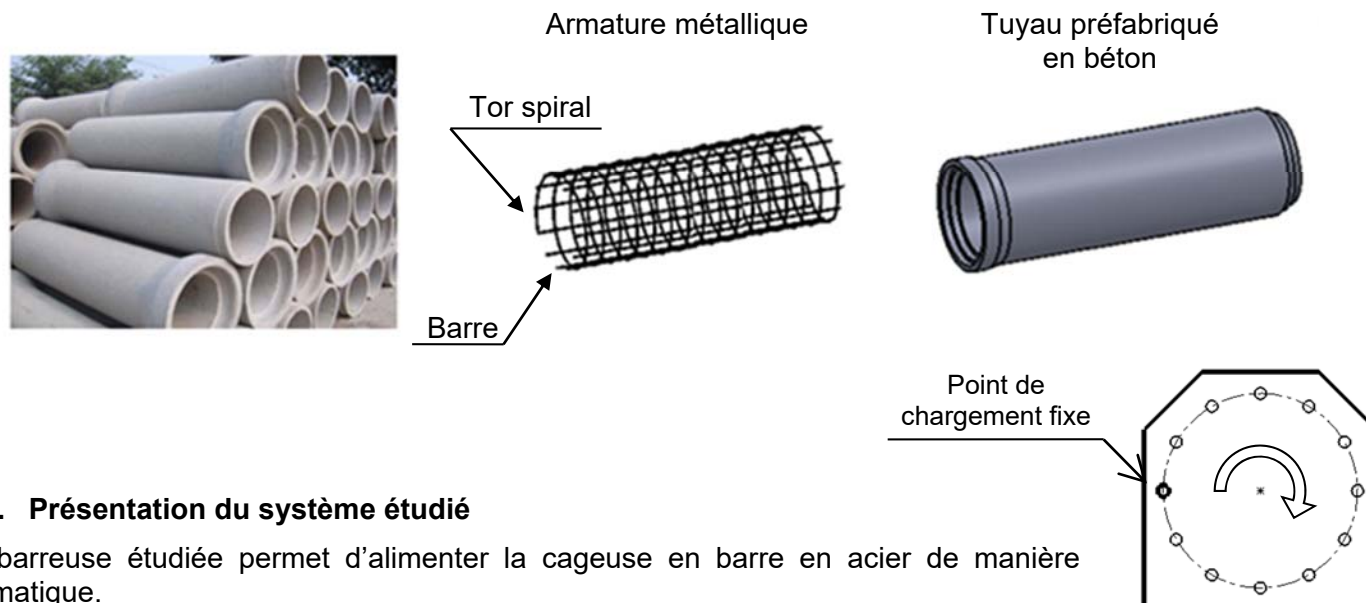 Armature métallique
Tuyau préfabriqué
en béton
Tor spiral
Barre
Point de
chargement fixe
. Présentation du système étudié
barreuse étudiée permet d’alimenter la cageuse en barre en acier de manière
matique.